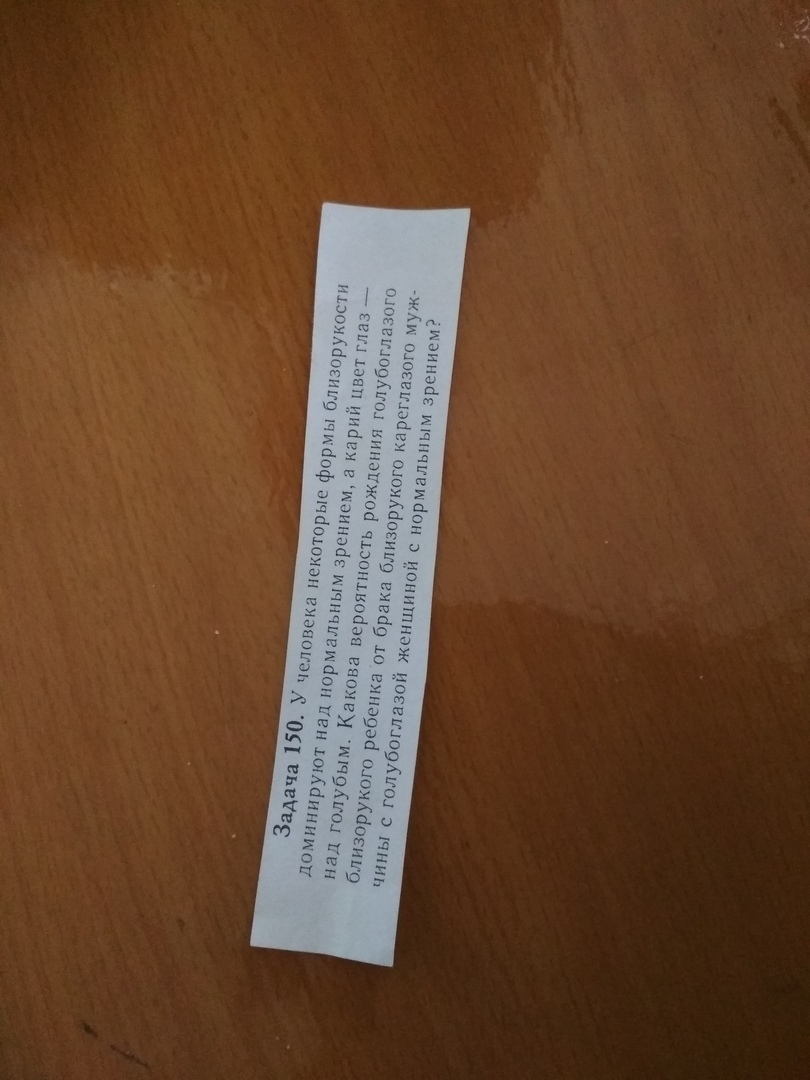 Задача 150. У человека некоторые формы близорукости
доминируют над нормальным зрением, а карий цвет глаз —
над голубым. Какова вероятность рождения голубоглазого
близорукого ребенка от брака близорукого кареглазого муж-
чины с голубоглазой женщиной с нормальным зрением?